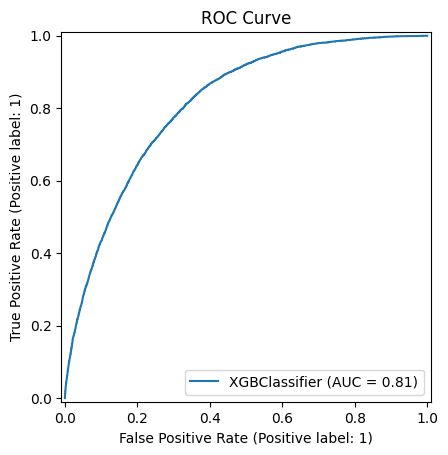 ROC Curve
1.0
0.8
0.6
0.4
0.2
0.0
True Positive Rate (Positive label: 1)
XGBClassifier (AUC = 0.81)
0.0 0.2 0.4 0.6 0.8 1.0
False Positive Rate (Positive label: 1)